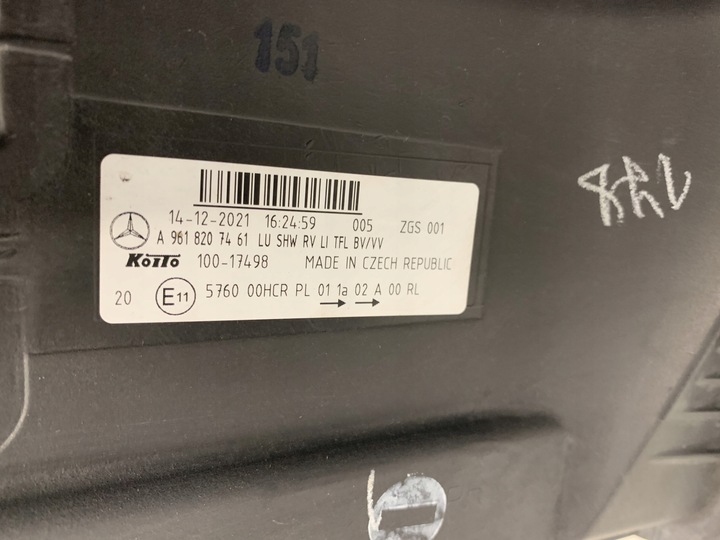 151
14-12-2021 16:24:59 005 ZGS 001
A 961 820 74 61 LU SHW RV LI TFL BV/VV
KOITO 100-17498 MADE IN CZECH REPUBLIC
20 E11 5760 00HCR PL 01 1a 02 A 00 RL